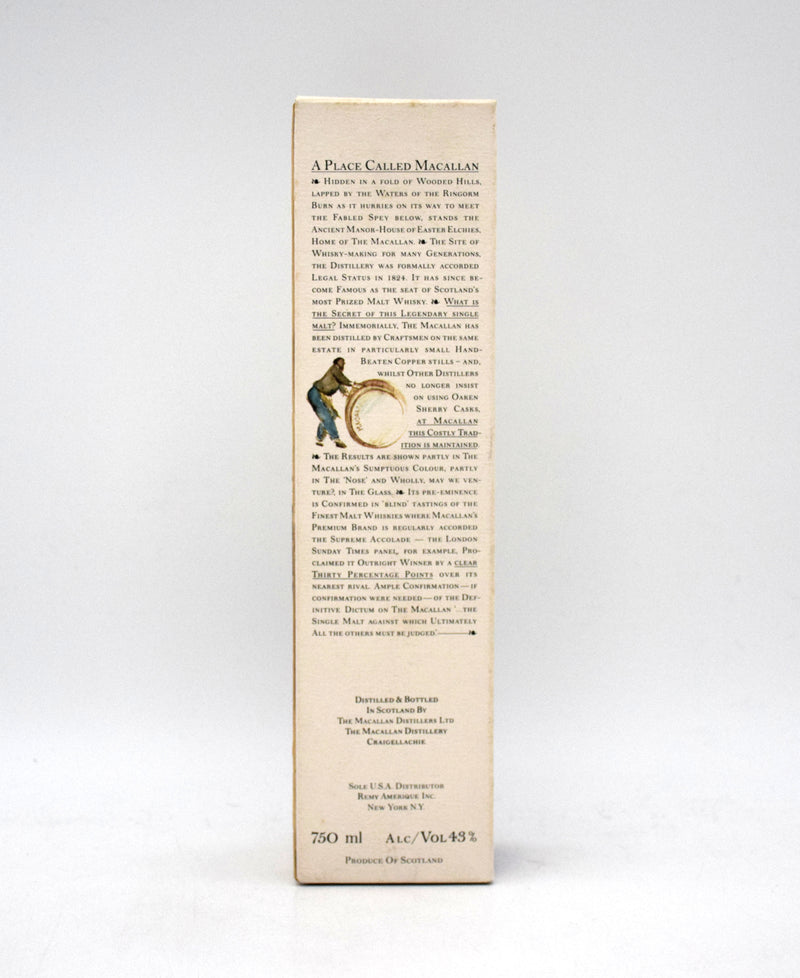 A Place Called Macallan
❧ Hidden in a fold of Wooded Hills,
lapped by the Waters of the Ringorm
Burn as it hurries on its way to meet
the Fabled Spey below, stands the
Ancient Manor-House of Easter Elchies,
Home of The Macallan. ❧ The Site of
Whisky-making for many Generations,
the Distillery was formally accorded
Legal Status in 1824. It has since be-
come Famous as the seat of Scotland's
most Prized Malt Whisky. ❧ What is
the Secret of this Legendary single
malt? Immemorially, The Macallan has
been distilled by Craftsmen on the same
estate in particularly small Hand-
Beaten Copper stills – and,
whilst Other Distillers
no longer insist
on using Oaken
Sherry Casks,
at Macallan
this Costly Trad-
ition is maintained.
❧ The Results are shown partly in The
Macallan's Sumptuous Colour, partly
in The 'Nose' and Wholly, may we ven-
ture?, in The Glass. ❧ Its pre-eminence
is Confirmed in 'blind' tastings of the
Finest Malt Whiskies where Macallan's
Premium Brand is regularly accorded
the Supreme Accolade — the London
Sunday Times panel, for example, Pro-
claimed it Outright Winner by a clear
Thirty Percentage Points over its
nearest rival. Ample Confirmation — if
confirmation were needed — of the Def-
initive Dictum on The Macallan '...the
Single Malt against which Ultimately
All the others must be judged.' ❧
Distilled & Bottled
In Scotland By
The Macallan Distillers Ltd
The Macallan Distillery
Craigellachie
Sole U.S.A. Distributor
Remy Amerique Inc.
New York N.Y.
750 ml Alc/Vol 43%
Produce Of Scotland